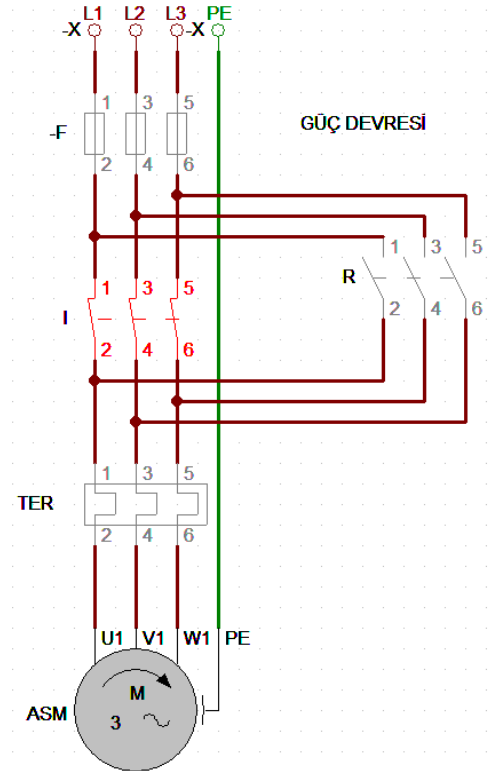 L1 L2 L3 PE
-X -X
1 3 5
-F
GÜÇ DEVRESİ
2 4 6
1 3 5
R
2 4 6
1 3 5
I
2 4 6
1 3 5
TER
2 4 6
U1 V1 W1 PE
M
ASM
3